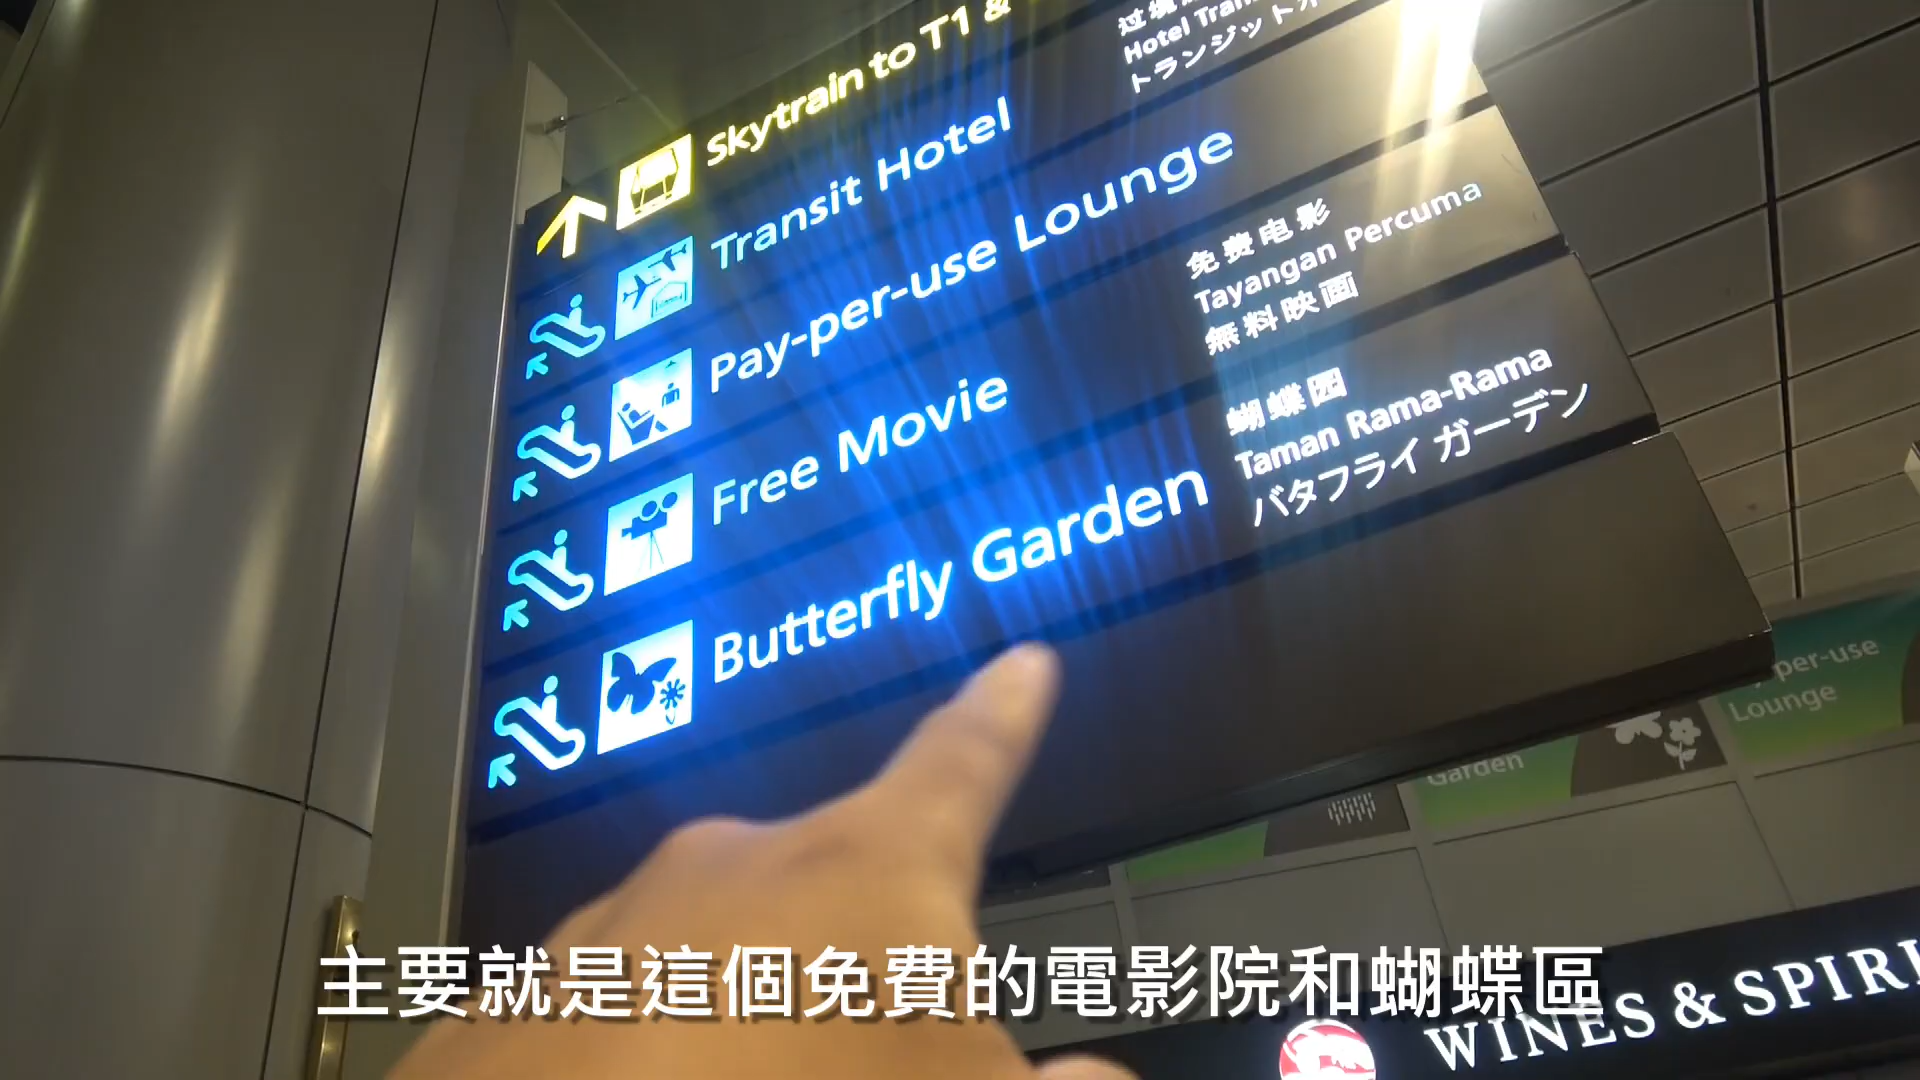 Skytrain to T1 &
Hotel Tran
トランジット
Transit Hotel
Pay-per-use Lounge
Free Movie
免费电影
Tayangan Percuma
無料映画
Butterfly Garden
蝴蝶园
Taman Rama-Rama
バタフライ ガーデン
per-use
Lounge
Garden
主要就是這個免費的電影院和蝴蝶區
WINES & SPIRI